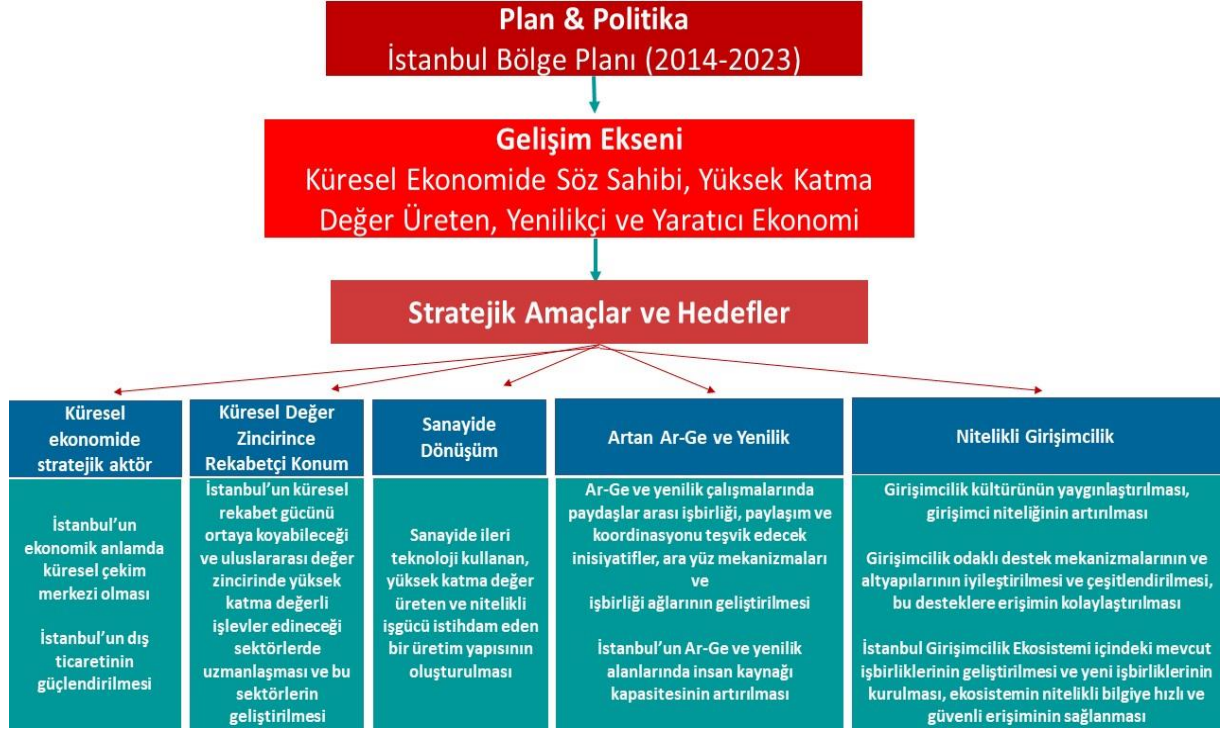 Plan & Politika
İstanbul Bölge Planı (2014-2023)
Gelişim Ekseni
Küresel Ekonomide Söz Sahibi, Yüksek Katma
Değer Üreten, Yenilikçi ve Yaratıcı Ekonomi
Stratejik Amaçlar ve Hedefler
Küresel
ekonomide
stratejik aktör
İstanbul'un
ekonomik anlamda
küresel çekim
merkezi olması
İstanbul'un dış
ticaretinin
güçlendirilmesi
Küresel Değer
Zincirince
Rekabetçi Konum
İstanbul'un küresel
rekabet gücünü
ortaya koyabileceği
ve uluslararası değer
zincirinde yüksek
katma değerli
işlevler edineceği
sektörlerde
uzmanlaşması ve bu
sektörlerin
geliştirilmesi
Sanayide
Dönüşüm
Sanayide ileri
teknoloji kullanan,
yüksek katma değer
üreten ve nitelikli
işgücü istihdam eden
bir üretim yapısının
oluşturulması
Artan Ar-Ge ve Yenilik
Ar-Ge ve yenilik çalışmalarında
paydaşlar arası işbirliği, paylaşım ve
koordinasyonu teşvik edecek
inisiyatifler, ara yüz mekanizmaları
ve
işbirliği ağlarının geliştirilmesi
İstanbul'un Ar-Ge ve yenilik
alanlarında insan kaynağı
kapasitesinin artırılması
Nitelikli Girişimcilik
Girişimcilik kültürünün yaygınlaştırılması,
girişimci niteliğinin artırılması
Girişimcilik odaklı destek mekanizmalarının ve
altyapılarının iyileştirilmesi ve çeşitlendirilmesi,
bu desteklere erişimin kolaylaştırılması
İstanbul Girişimcilik Ekosistemi içindeki mevcut
işbirliklerinin geliştirilmesi ve yeni işbirliklerinin
kurulması, ekosistemin nitelikli bilgiye hızlı ve
güvenli erişiminin sağlanması